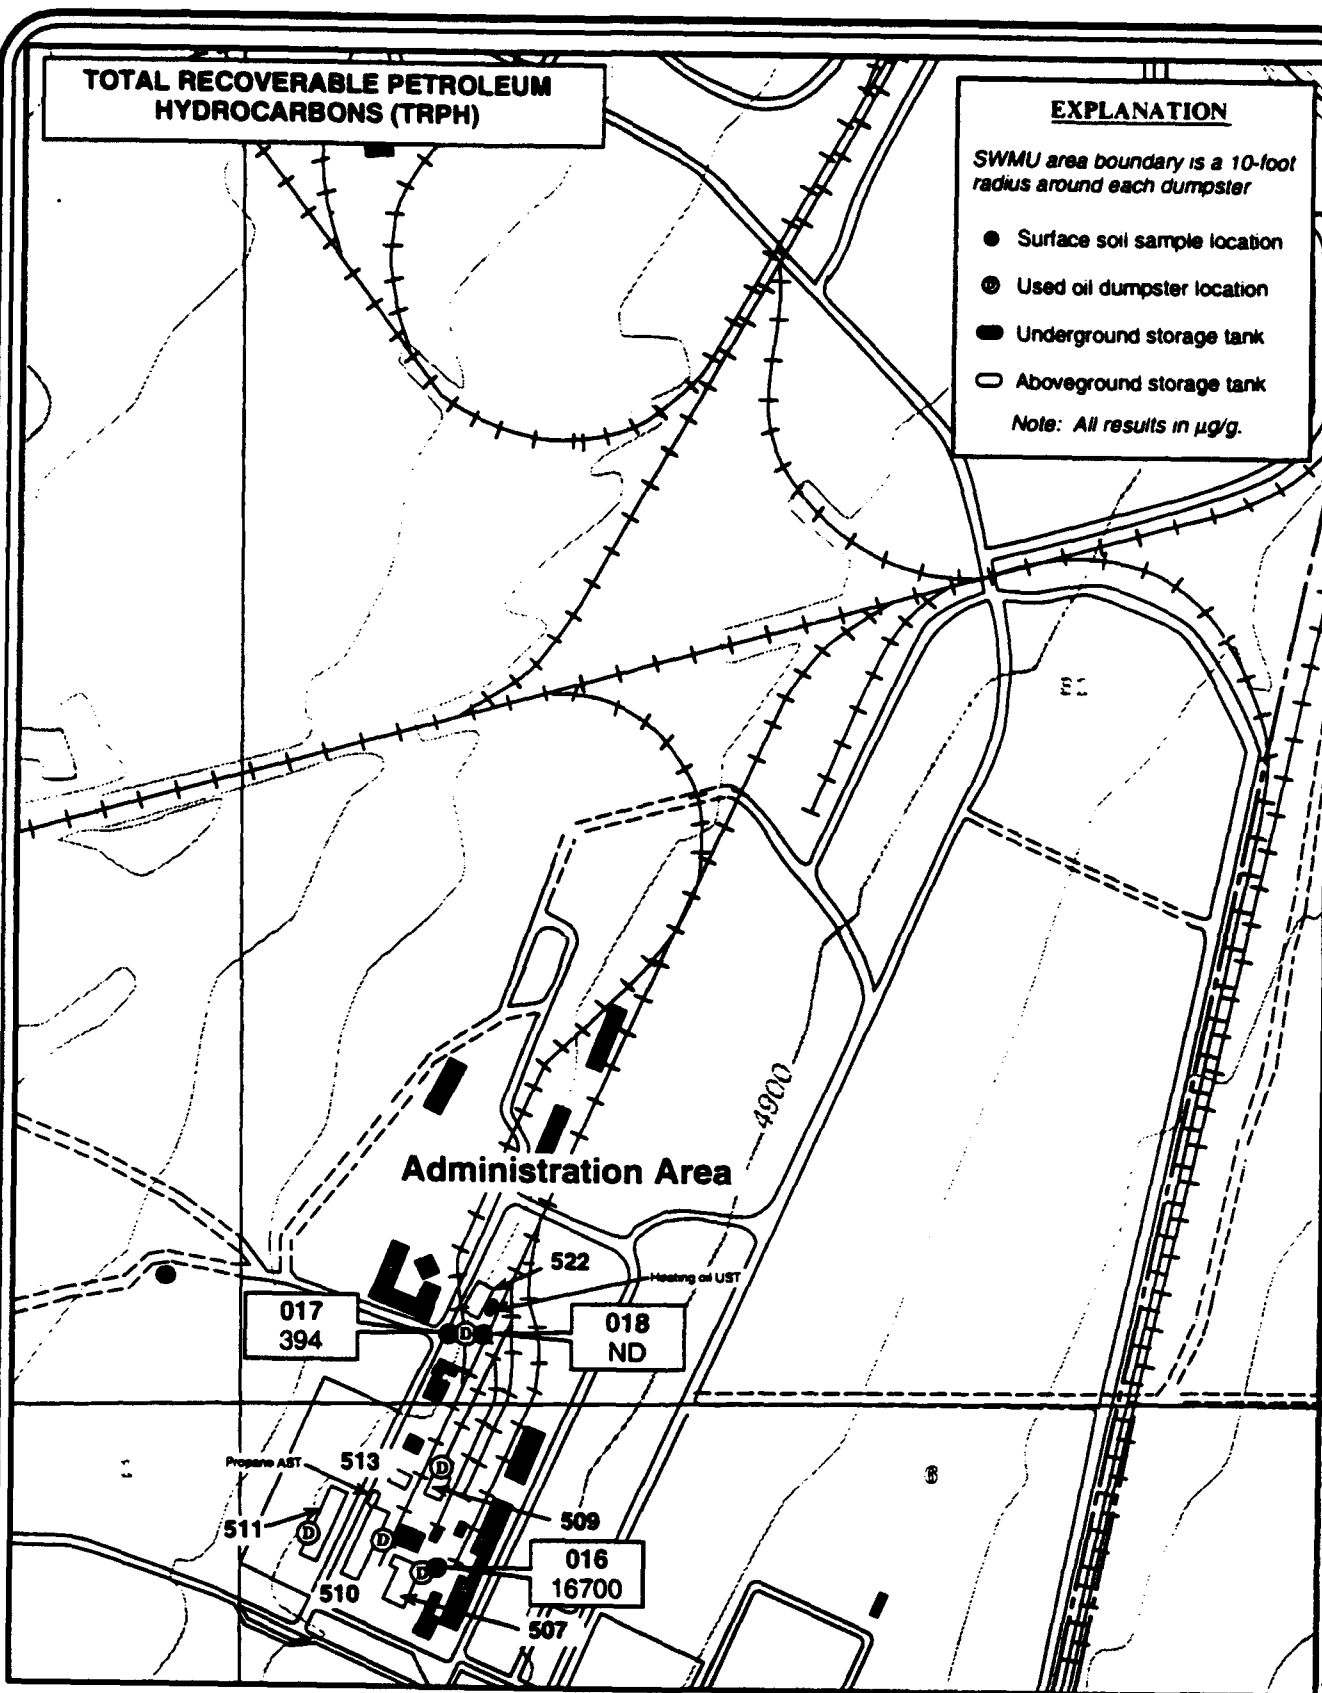 TOTAL RECOVERABLE PETROLEUM
HYDROCARBONS (TRPH)
EXPLANATION
SWMU area boundary is a 10-foot
radius around each dumpster
Surface soil sample location
D Used oil dumpster location
Underground storage tank
Aboveground storage tank
Note: All results in µg/g.
4900
Administration Area
522
Heating oil UST
017
394
D
018
ND
Propane AST
513
D
511
D
D
509
016
16700
D
510
507
6